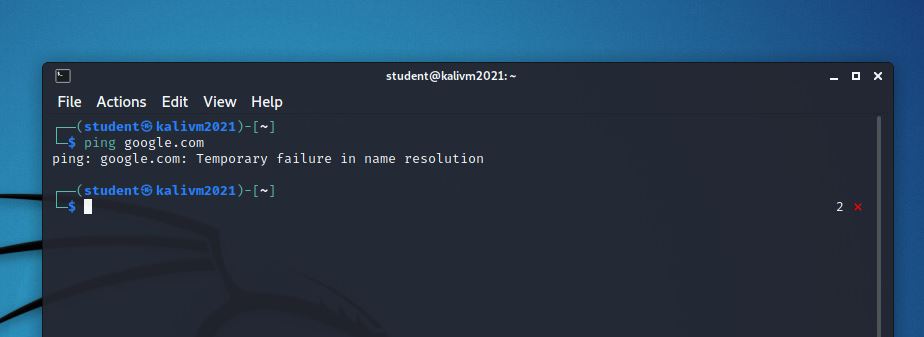 student@kalivm2021: ~
File Actions Edit View Help
┌──(student㉿kalivm2021)-[~]
└─$ ping google.com
ping: google.com: Temporary failure in name resolution
┌──(student㉿kalivm2021)-[~]
└─$ 2 ⨯